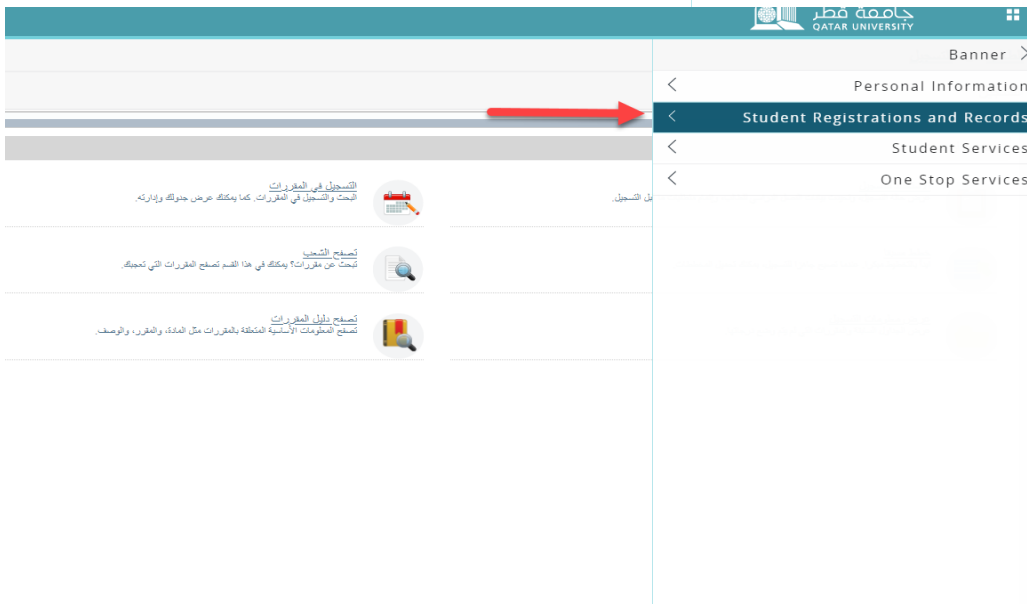 جامعة قطر
QATAR UNIVERSITY
Banner
Personal Information
Student Registrations and Records
Student Services
One Stop Services
التسجيل في المقررات
البحث والتسجيل في المقررات. كما يمكنك عرض جدولك وإدارته.
التسجيل.
تصفح الشعب
تبحث عن مقررات؟ يمكنك في هذا القسم تصفح المقررات التي تعجبك.
تصفح دليل المقررات
تصفح المعلومات الأساسية المتعلقة بالمقررات مثل المادة، والمقرر، والوصف.